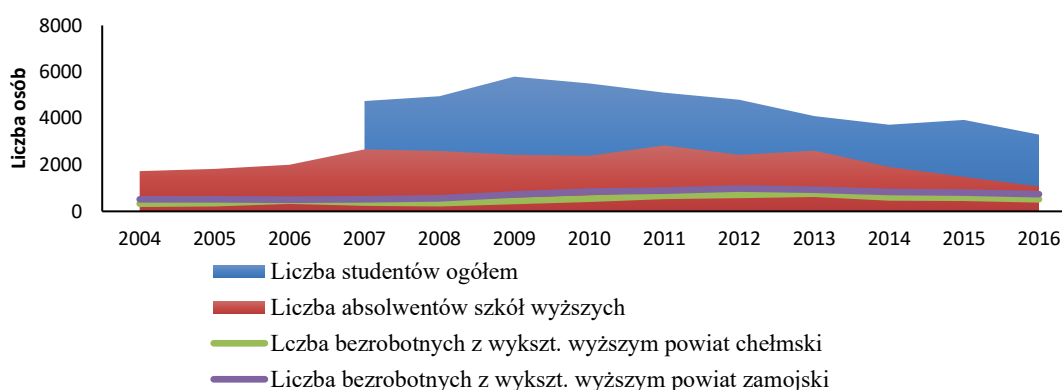 8000
6000
4000
2000
0
Liczba osób
2004 2005 2006 2007 2008 2009 2010 2011 2012 2013 2014 2015 2016
Liczba studentów ogółem
Liczba absolwentów szkół wyższych
Lczba bezrobotnych z wykszt. wyższym powiat chełmski
Liczba bezrobotnych z wykszt. wyższym powiat zamojski